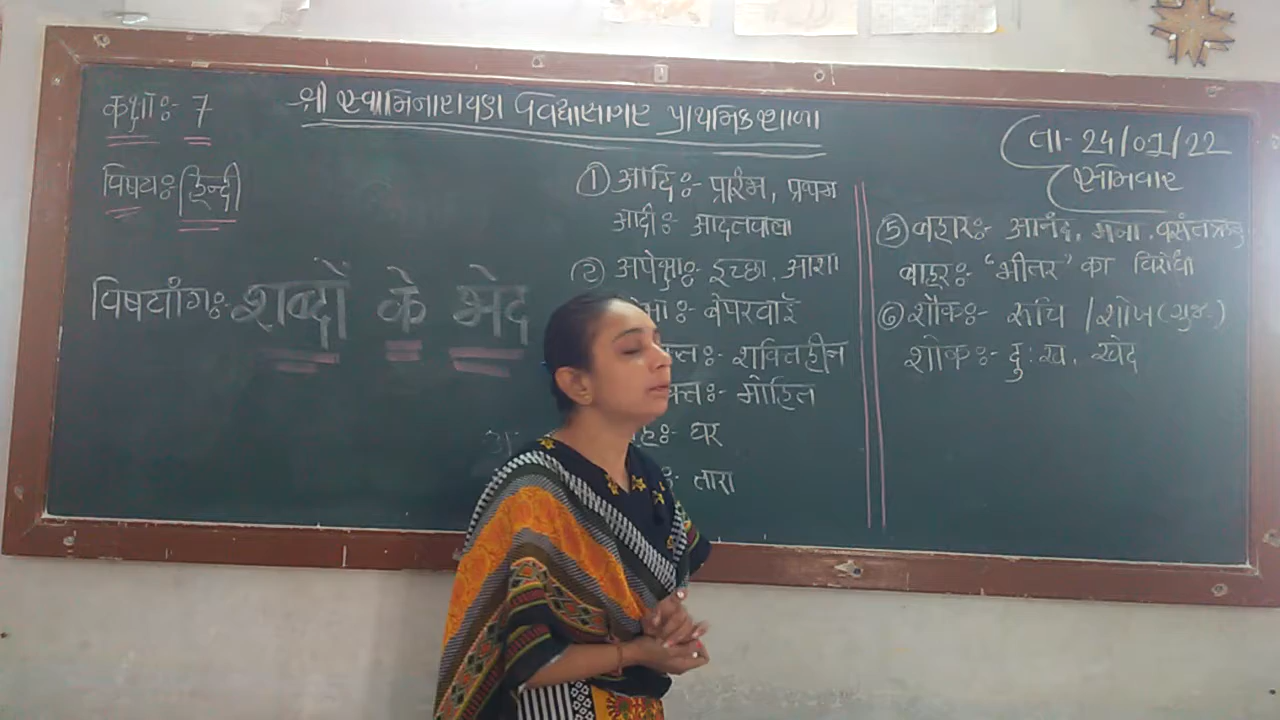 कक्षाः- 7
श्री स्वामिनारायण विद्यासागर प्राथमिक शाला
ता- 24/01/22
सोमवार
विषयः हिन्दी
विषयांगः- शब्दों के भेद
① आदिः- प्रारंभ, प्रथम
आदीः- आदतवाला
② अपेक्षाः- इच्छा, आशा
बेपरवाई
शक्तिहीन
मोहित
घर
तारा
⑤ बहारः- आनंद, मजा, वसंतऋतु
बाहरः- "भीतर" का विरोधी
⑥ शौकः- रूचि / शोख (गुज.)
शोकः- दुःख, खेद